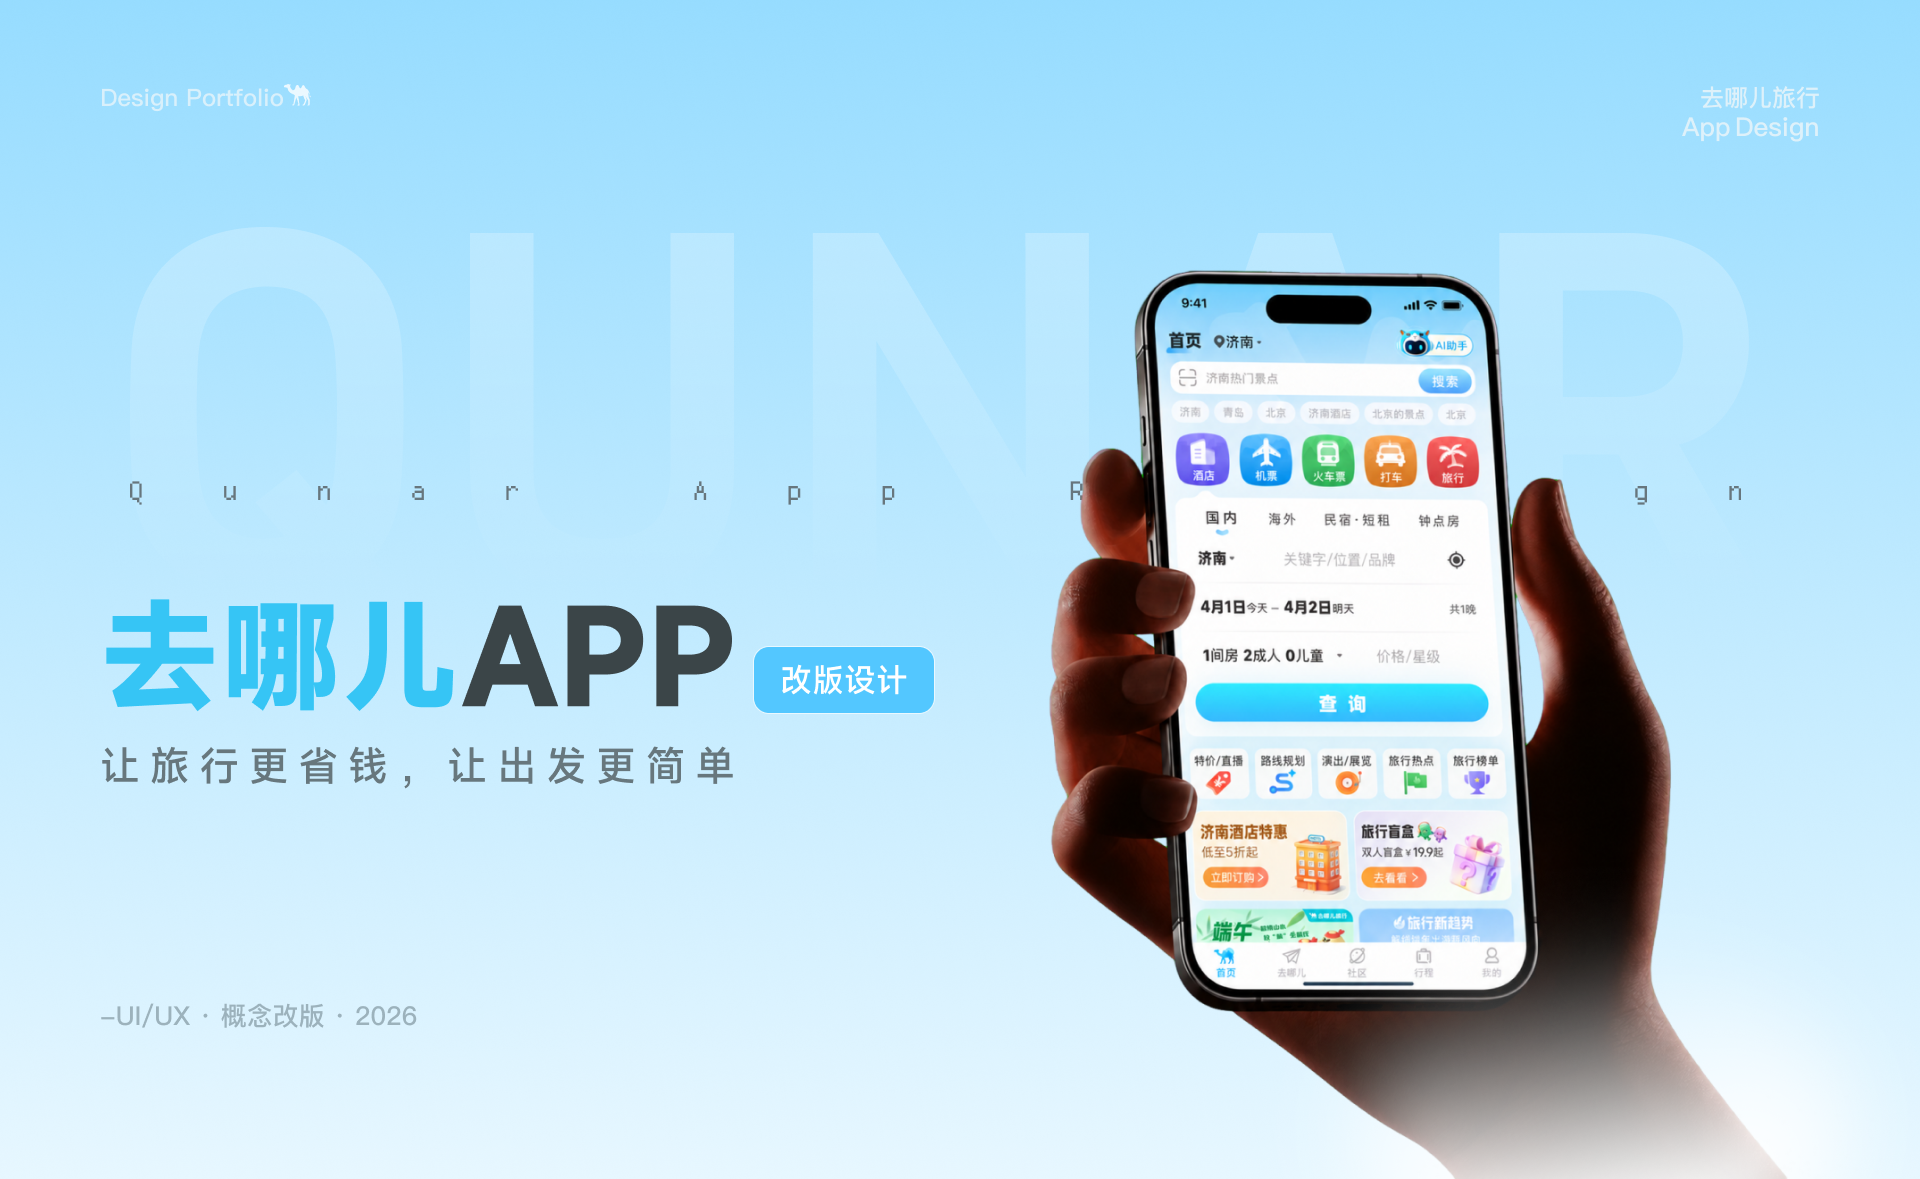 Design Portfolio
去哪儿旅行
App Design
QUNAR
Qunar App R gn
去哪儿APP
改版设计
让旅行更省钱，让出发更简单
-UI/UX · 概念改版 · 2026
9:41
首页 济南
AI助手
济南热门景点 搜索
济南 青岛 北京 济南酒店 北京的景点 北京
酒店 机票 火车票 打车 旅行
国内 海外 民宿·短租 钟点房
济南 关键字/位置/品牌
4月1日今天 – 4月2日明天 共1晚
1间房 2成人 0儿童 价格/星级
查询
特价/直播 路线规划 演出/展览 旅行热点 旅行榜单
济南酒店特惠
低至5折起
立即订购 >
旅行盲盒
双人盲盒¥19.9起
去看看 >
端午
去哪儿旅行
旅行新趋势
首页 去哪儿 社区 行程 我的